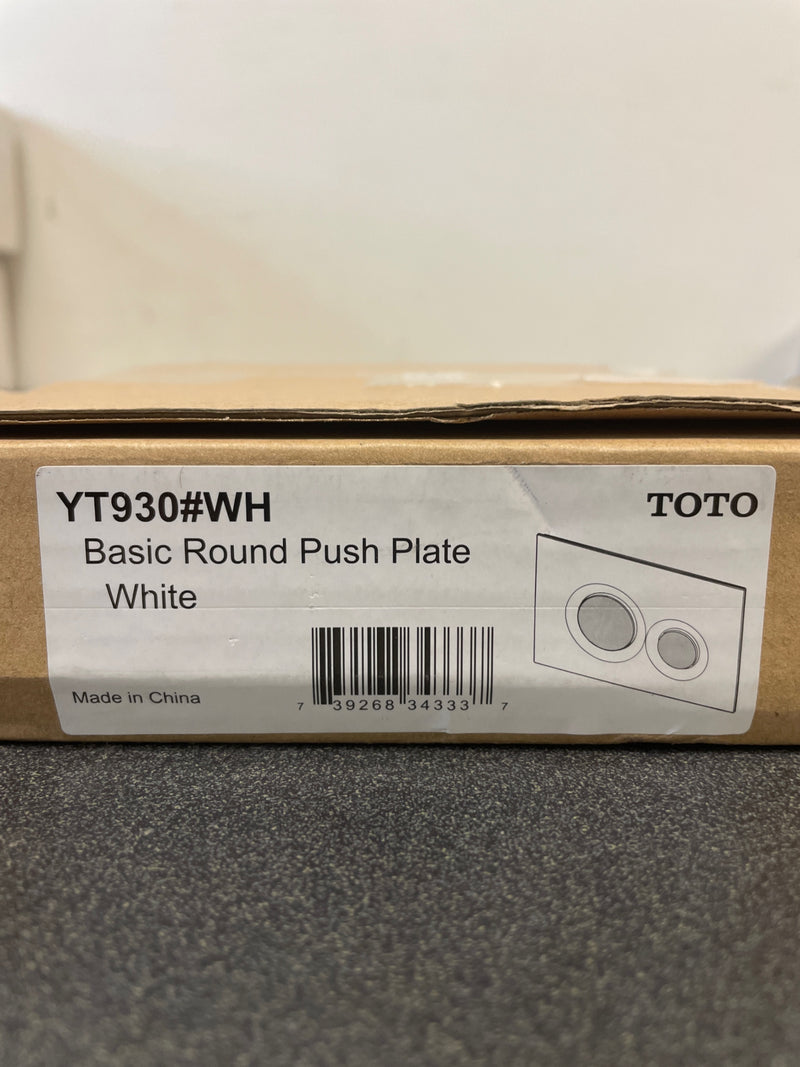 YT930#WH
TOTO
Basic Round Push Plate
White
Made in China
7 39268 34333 7